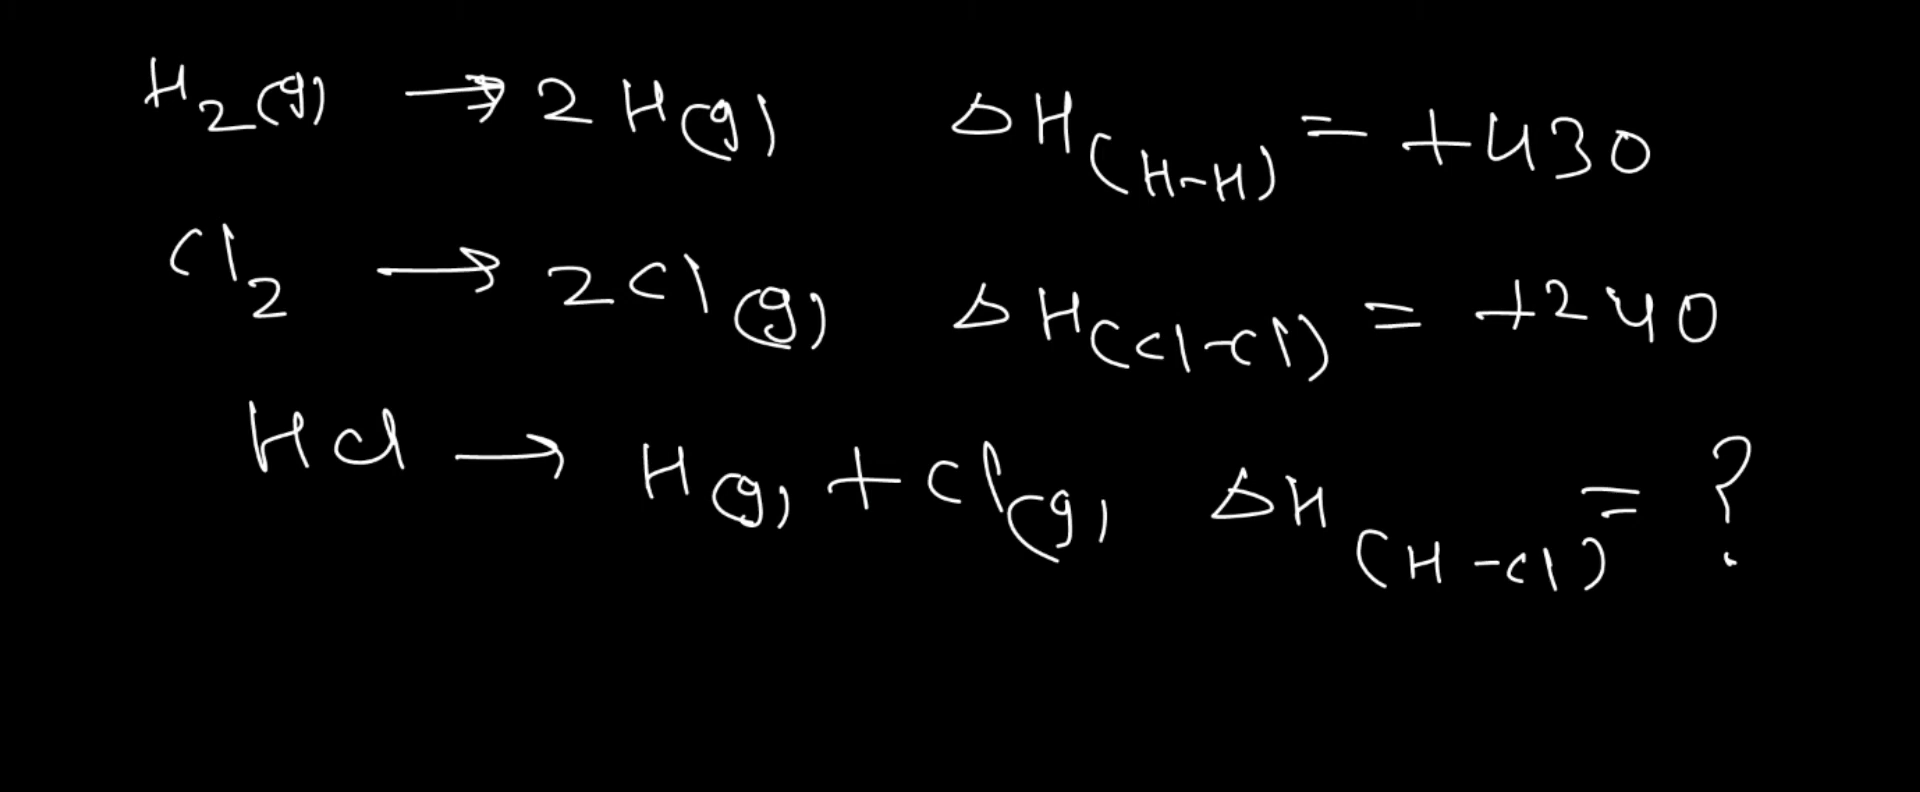 H₂(g) → 2H(g) ΔH(H-H) = +430
Cl₂ → 2Cl(g) ΔH(Cl-Cl) = +240
HCl → H(g) + Cl(g) ΔH(H-Cl) = ?